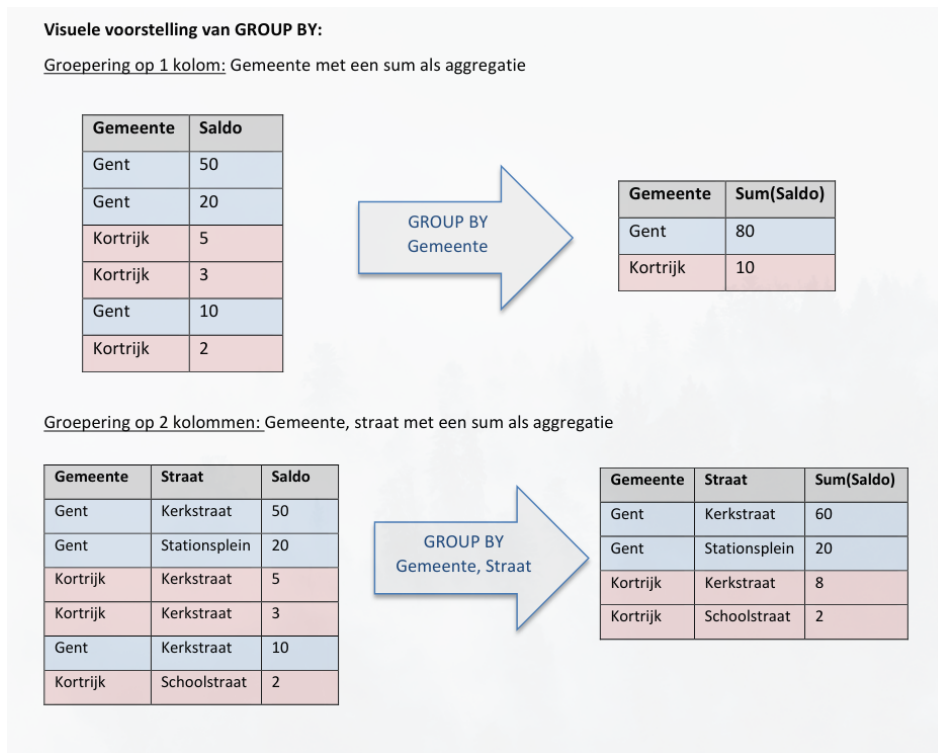 Visuele voorstelling van GROUP BY:
Groepering op 1 kolom: Gemeente met een sum als aggregatie
Gemeente Saldo
Gent 50
Gent 20
Kortrijk 5
Kortrijk 3
Gent 10
Kortrijk 2
GROUP BY
Gemeente
Gemeente Sum(Saldo)
Gent 80
Kortrijk 10
Groepering op 2 kolommen: Gemeente, straat met een sum als aggregatie
Gemeente Straat Saldo
Gent Kerkstraat 50
Gent Stationsplein 20
Kortrijk Kerkstraat 5
Kortrijk Kerkstraat 3
Gent Kerkstraat 10
Kortrijk Schoolstraat 2
GROUP BY
Gemeente, Straat
Gemeente Straat Sum(Saldo)
Gent Kerkstraat 60
Gent Stationsplein 20
Kortrijk Kerkstraat 8
Kortrijk Schoolstraat 2